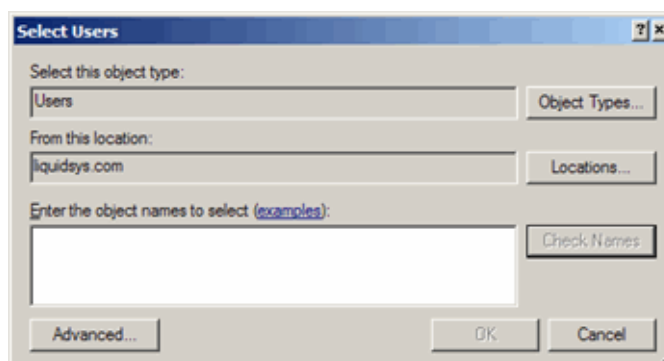 Select Users
Select this object type:
Users
Object Types...
From this location:
liquidsys.com
Locations...
Enter the object names to select (examples):
Check Names
Advanced...
OK
Cancel